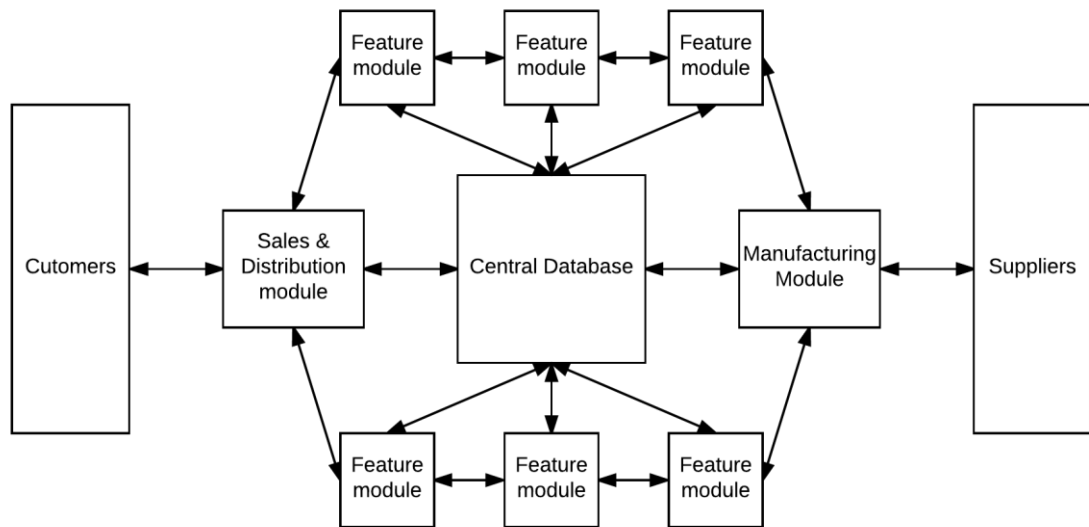 Feature
module
Feature
module
Feature
module
Cutomers
Sales &
Distribution
module
Central Database
Manufacturing
Module
Suppliers
Feature
module
Feature
module
Feature
module